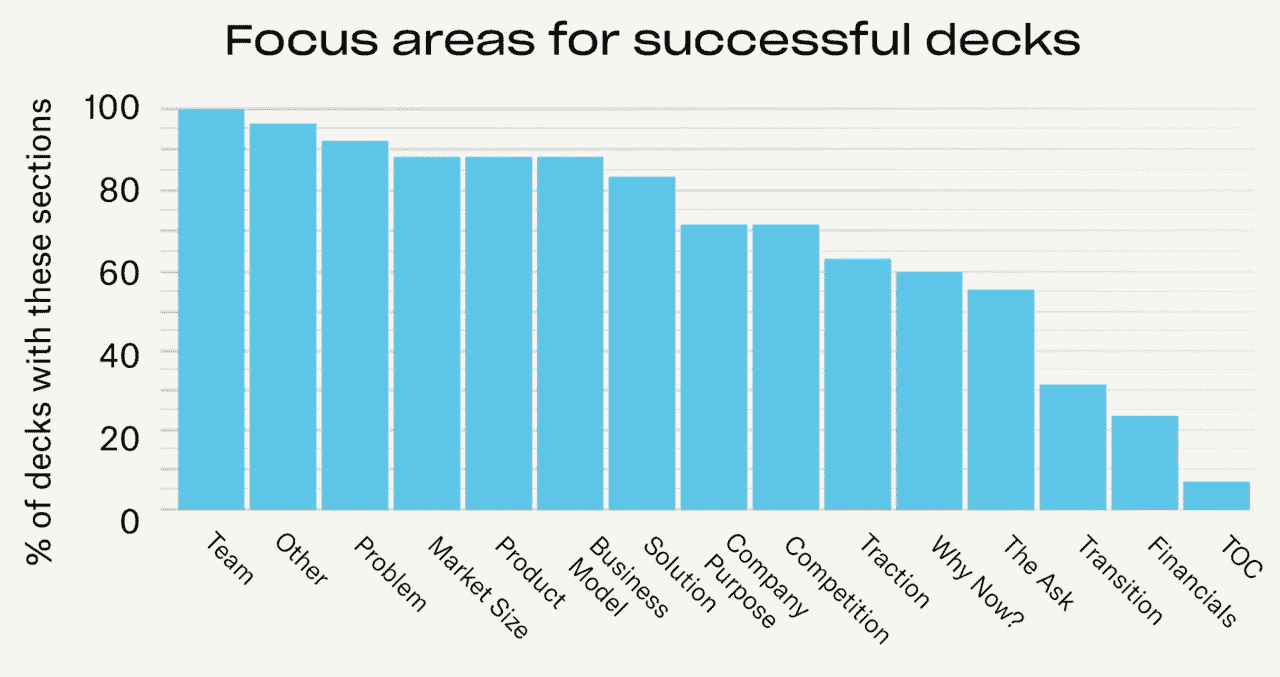 Focus areas for successful decks
% of decks with these sections
100
80
60
40
20
0
Team
Other
Problem
Market Size
Product
Business
Model
Solution
Company
Purpose
Competition
Traction
Why Now?
The Ask
Transition
Financials
TOC